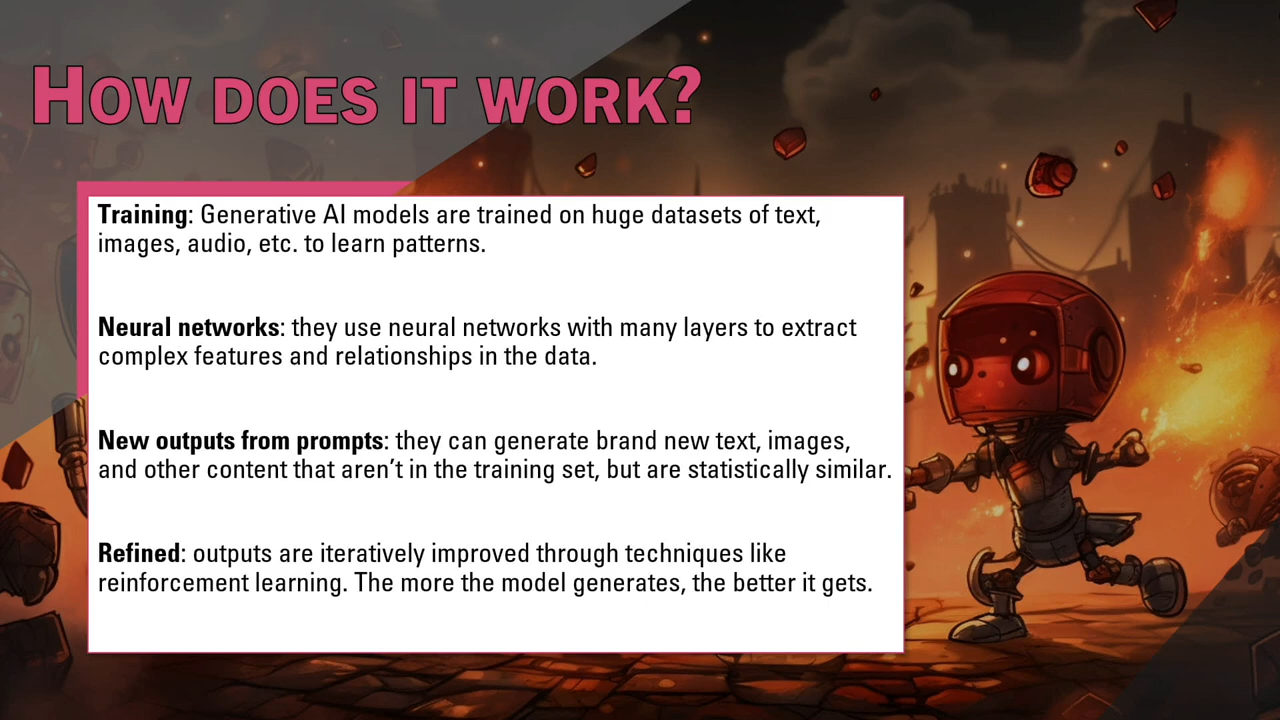 HOW DOES IT WORK?
Training: Generative AI models are trained on huge datasets of text,
images, audio, etc. to learn patterns.
Neural networks: they use neural networks with many layers to extract
complex features and relationships in the data.
New outputs from prompts: they can generate brand new text, images,
and other content that aren’t in the training set, but are statistically similar.
Refined: outputs are iteratively improved through techniques like
reinforcement learning. The more the model generates, the better it gets.